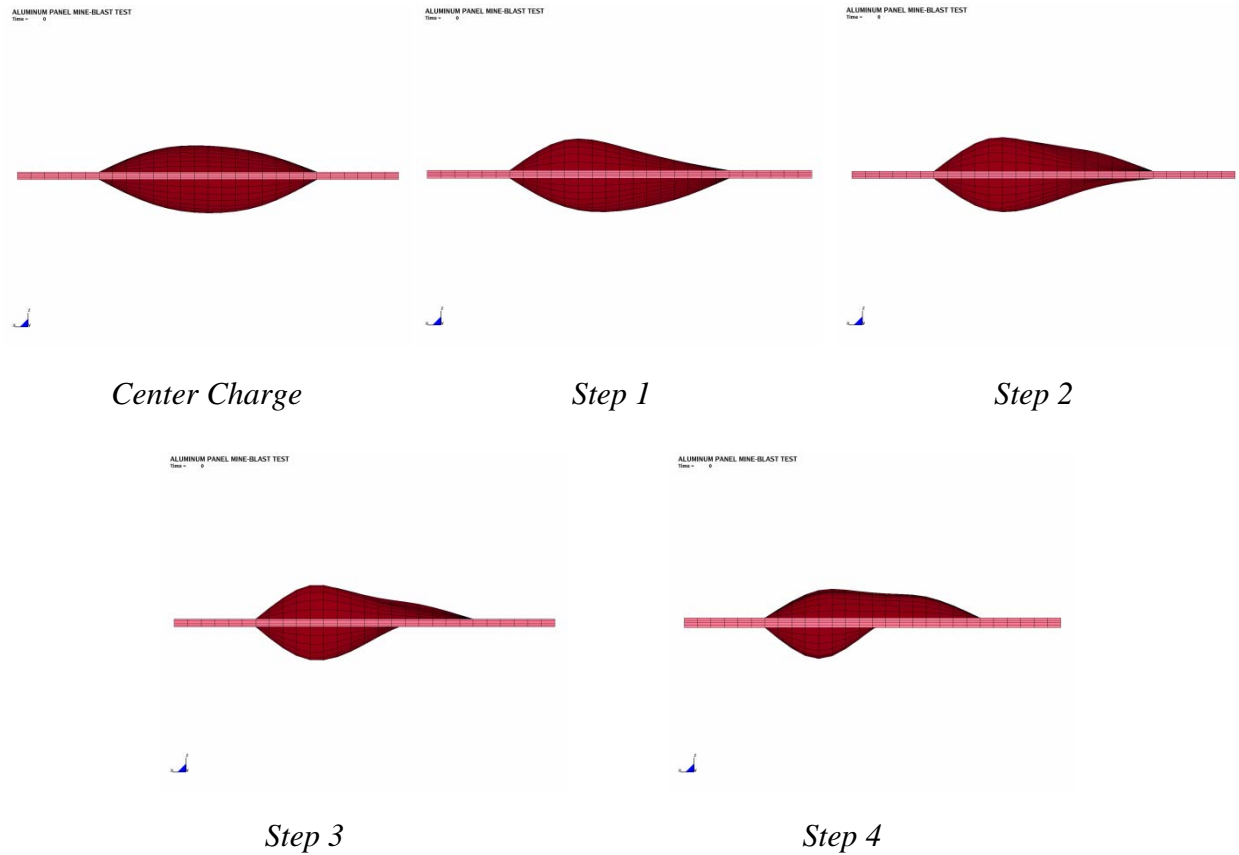 ALUMINUM PANEL MINE-BLAST TEST
Time = 0
ALUMINUM PANEL MINE-BLAST TEST
Time = 0
ALUMINUM PANEL MINE-BLAST TEST
Time = 0
Center Charge
Step 1
Step 2
ALUMINUM PANEL MINE-BLAST TEST
Time = 0
ALUMINUM PANEL MINE-BLAST TEST
Time = 0
Step 3
Step 4